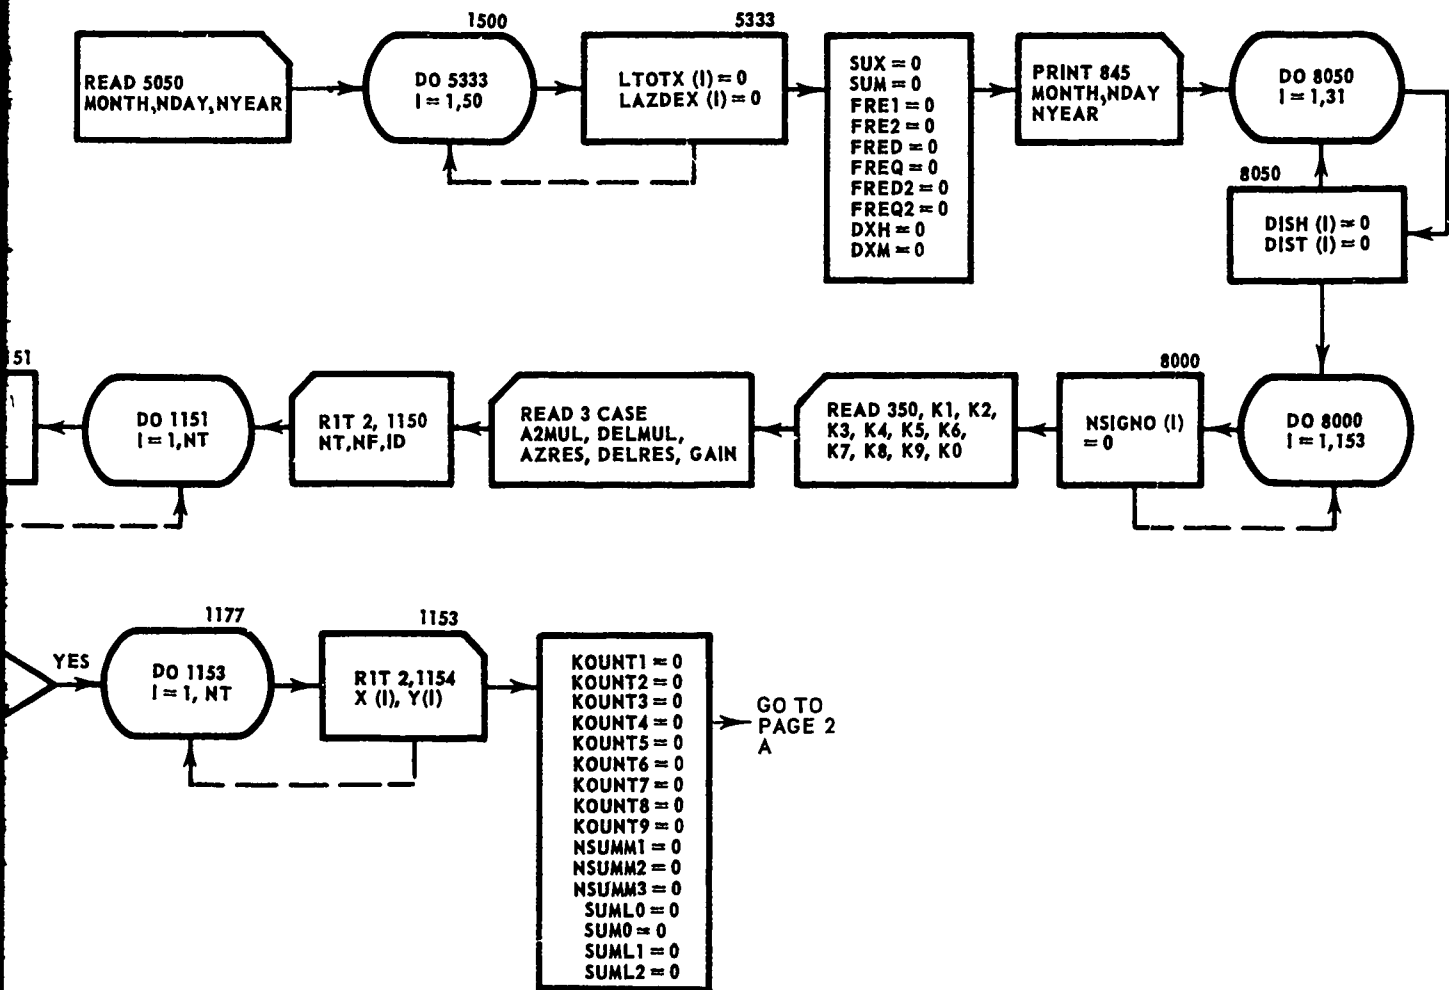 1500
READ 5050
MONTH,NDAY,NYEAR
DO 5333
I = 1,50
5333
LTOTX (I) = 0
LAZDEX (I) = 0
SUX = 0
SUM = 0
FRE1 = 0
FRE2 = 0
FRED = 0
FREQ = 0
FRED2 = 0
FREQ2 = 0
DXH = 0
DXM = 0
PRINT 845
MONTH,NDAY
NYEAR
DO 8050
I = 1,31
8050
DISH (I) = 0
DIST (I) = 0
DO 8000
I = 1,153
8000
NSIGNO (I)
= 0
READ 350, K1, K2,
K3, K4, K5, K6,
K7, K8, K9, K0
READ 3 CASE
A2MUL, DELMUL,
AZRES, DELRES, GAIN
R1T 2, 1150
NT,NF,ID
DO 1151
I = 1,NT
51
YES
1177
DO 1153
I = 1, NT
1153
R1T 2,1154
X (I), Y(I)
KOUNT1 = 0
KOUNT2 = 0
KOUNT3 = 0
KOUNT4 = 0
KOUNT5 = 0
KOUNT6 = 0
KOUNT7 = 0
KOUNT8 = 0
KOUNT9 = 0
NSUMM1 = 0
NSUMM2 = 0
NSUMM3 = 0
SUML0 = 0
SUM0 = 0
SUML1 = 0
SUML2 = 0
GO TO
PAGE 2
A